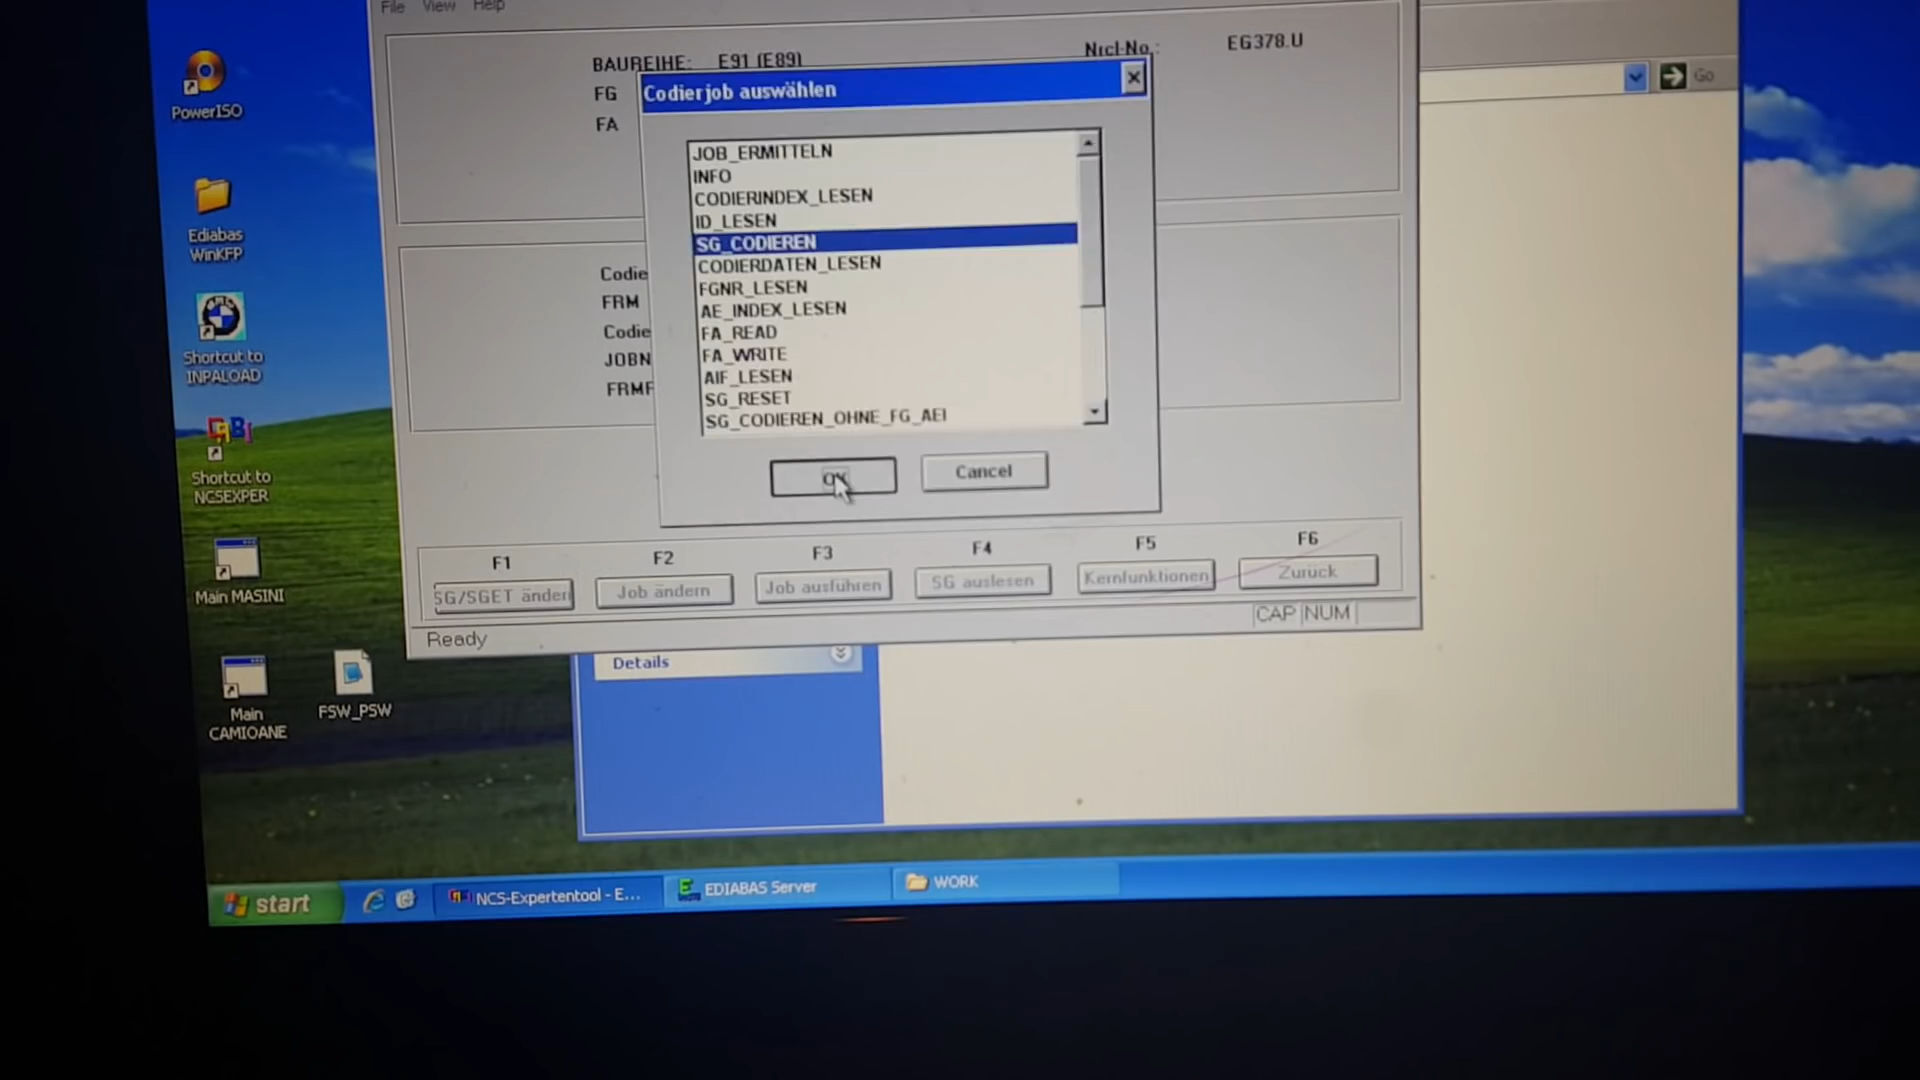 File View Help
BAUREIHE: E91 (E89)
EG378.U
FG
FA
Codierjob auswählen
JOB_ERMITTELN
INFO
CODIERINDEX_LESEN
ID_LESEN
SG_CODIEREN
CODIERDATEN_LESEN
FGNR_LESEN
AE_INDEX_LESEN
FA_READ
FA_WRITE
AIF_LESEN
SG_RESET
SG_CODIEREN_OHNE_FG_AEI
OK
Cancel
Codie
FRM
Codie
JOBN
FRMF
F1 F2 F3 F4 F5 F6
SG/SGET änden Job ändern Job ausführen SG auslesen Kernfunktionen Zurück
Ready
CAP NUM
Go
Details
PowerISO
Ediabas
WinKFP
Shortcut to
INPALOAD
Shortcut to
NCSEXPER
Main MASINI
Main
CAMIOANE
FSW_PSW
start
NCS-Expertentool - E...
EDIABAS Server
WORK